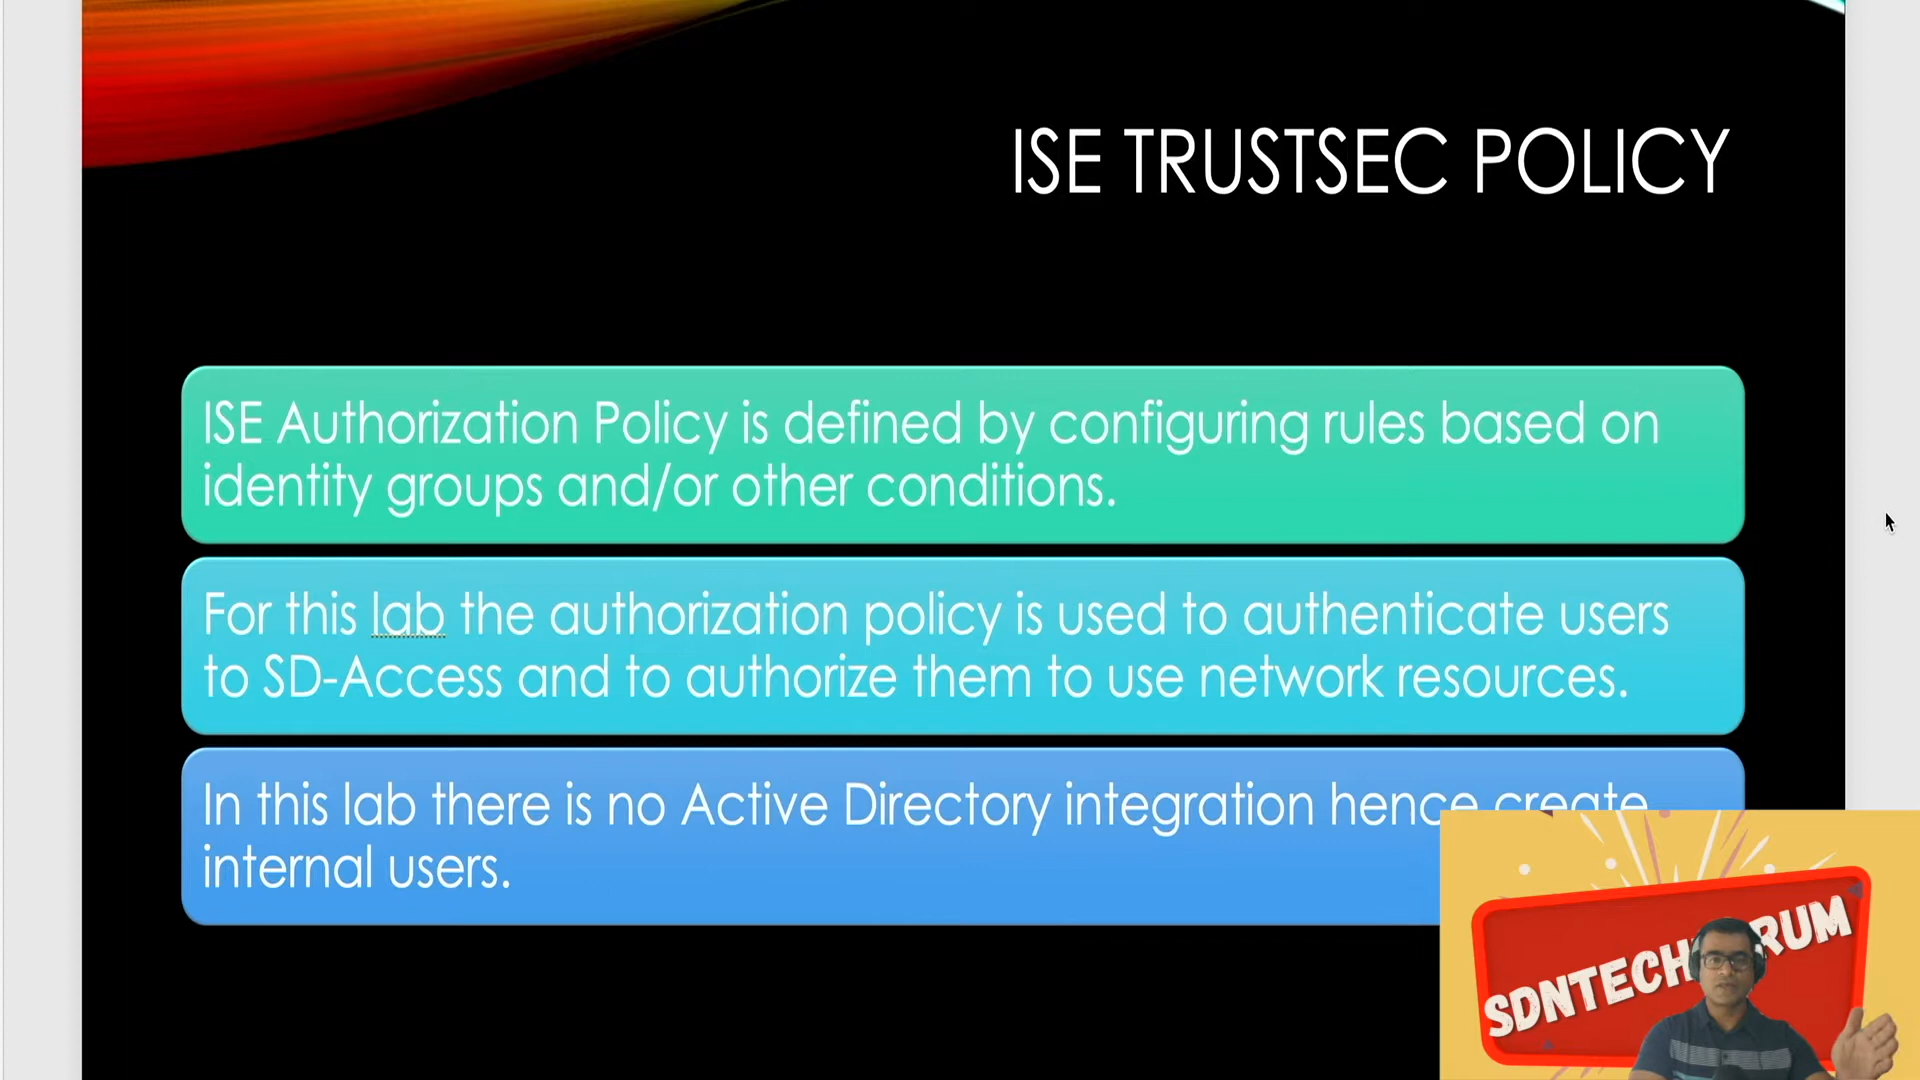 ISE TRUSTSEC POLICY
ISE Authorization Policy is defined by configuring rules based on
identity groups and/or other conditions.
For this lab the authorization policy is used to authenticate users
to SD-Access and to authorize them to use network resources.
In this lab there is no Active Directory integration hence create
internal users.